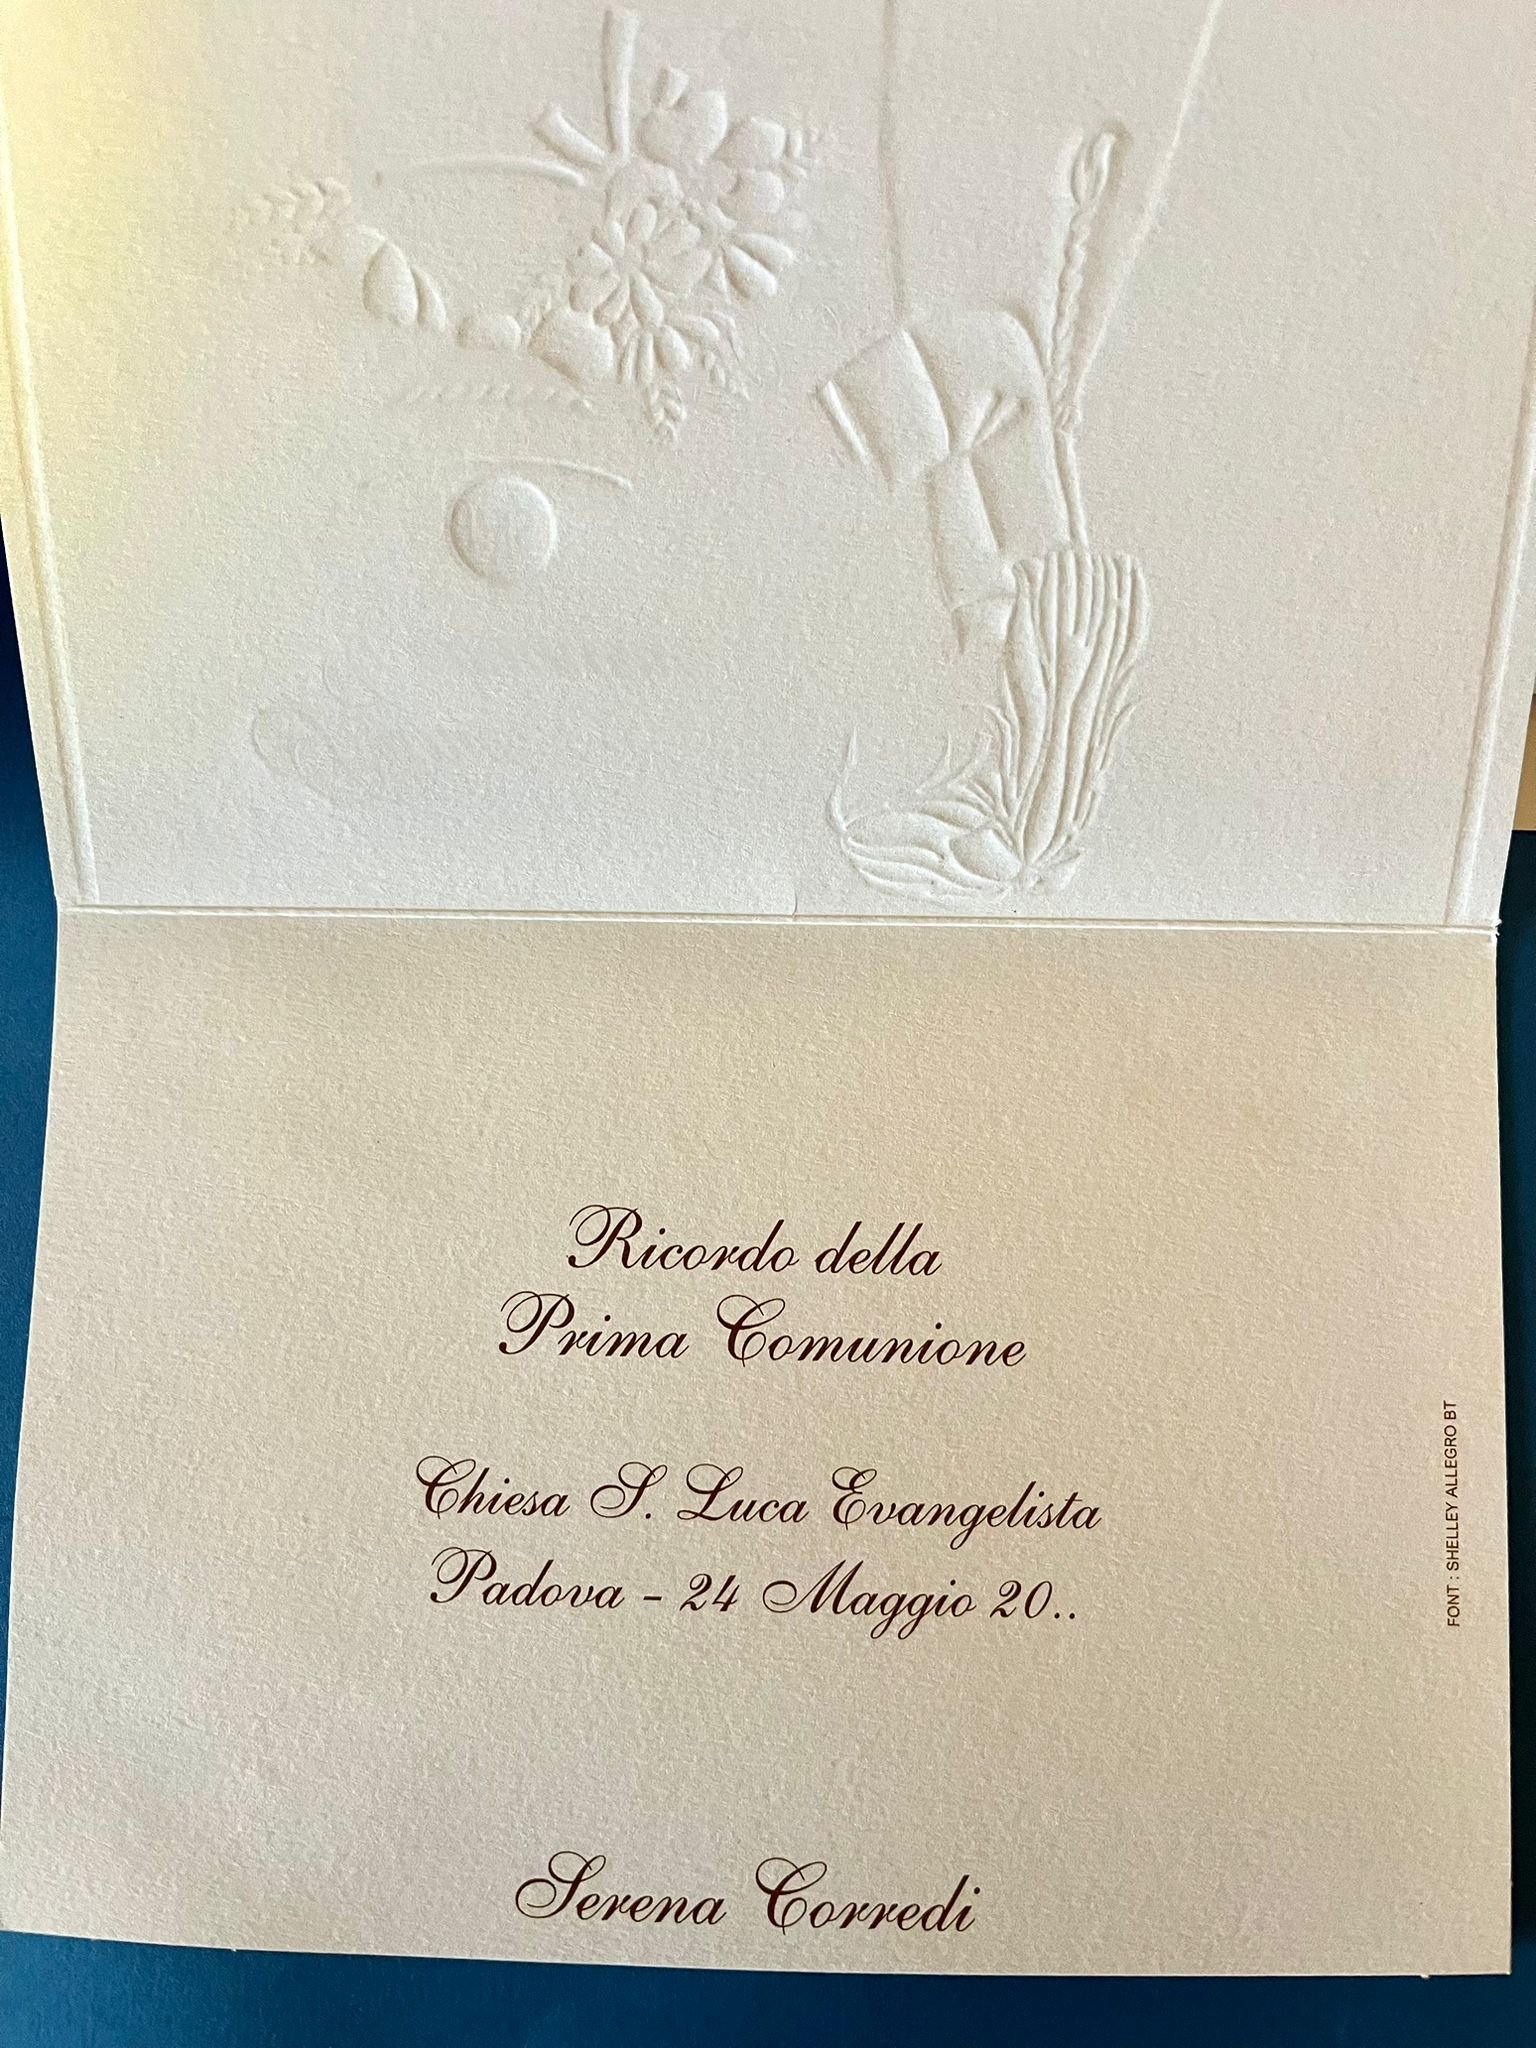 Ricordo della
Prima Comunione
Chiesa S. Luca Evangelista
Padova - 24 Maggio 20..
Serena Corredi
FONT : SHELLEY ALLEGRO BT